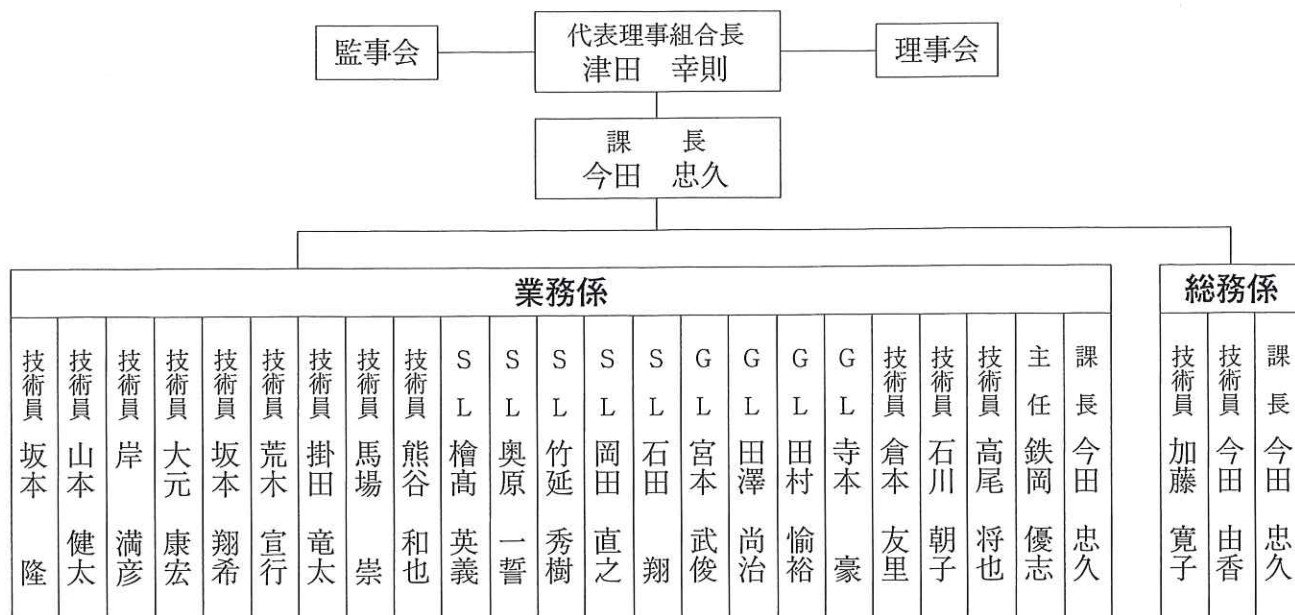 監事会
代表理事組合長
津田 幸則
理事会
課 長
今田 忠久
業務係
課長 今田 忠久
主任 鉄岡 優志
技術員 高尾 将也
技術員 石川 朝子
技術員 倉本 友里
GL 寺本 豪
GL 田村 愉裕
GL 田澤 尚治
GL 宮本 武俊
SL 石田 翔
SL 岡田 直之
SL 竹延 秀樹
SL 奥原 一誓
SL 檜髙 英義
技術員 熊谷 和也
技術員 馬場 崇
技術員 掛田 竜太
技術員 荒木 宣行
技術員 坂本 翔希
技術員 大元 康宏
技術員 岸 満彦
技術員 山本 健太
技術員 坂本 隆
総務係
課長 今田 忠久
技術員 今田 由香
技術員 加藤 寛子